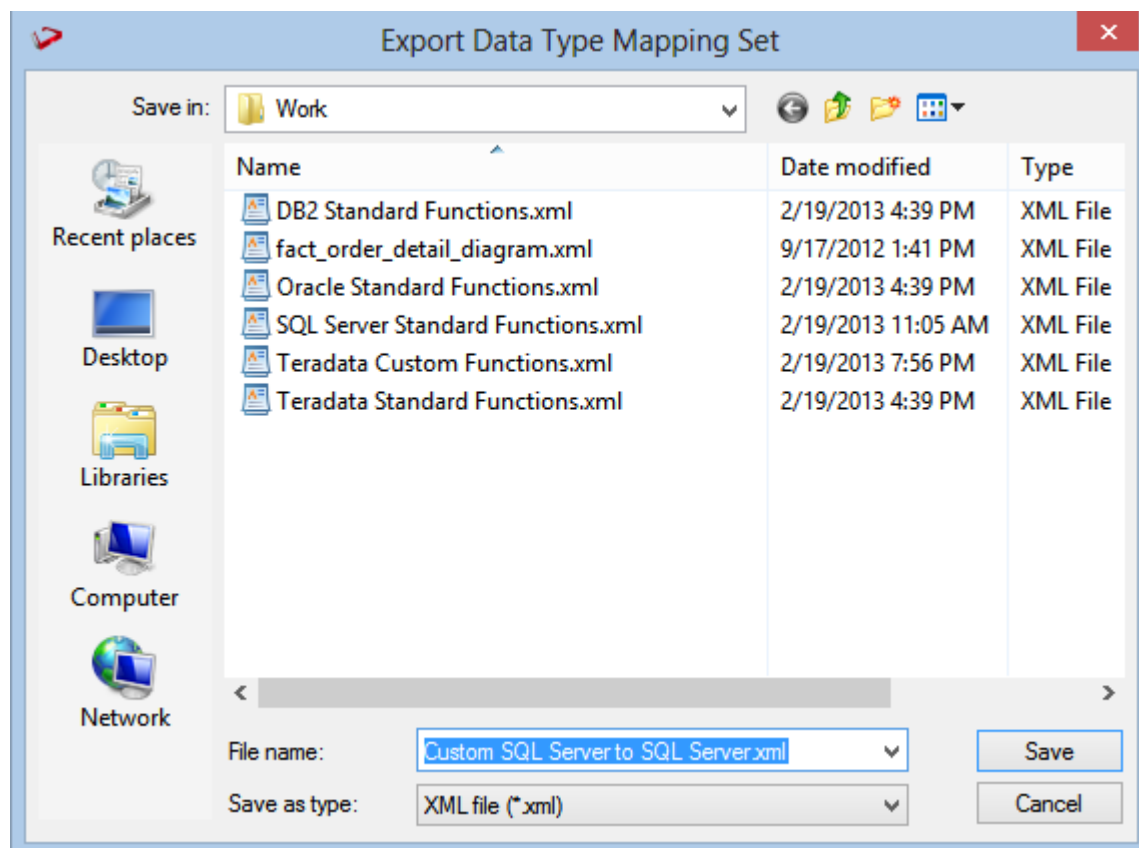 Export Data Type Mapping Set
Save in: Work
Name Date modified Type
DB2 Standard Functions.xml 2/19/2013 4:39 PM XML File
fact_order_detail_diagram.xml 9/17/2012 1:41 PM XML File
Oracle Standard Functions.xml 2/19/2013 4:39 PM XML File
SQL Server Standard Functions.xml 2/19/2013 11:05 AM XML File
Teradata Custom Functions.xml 2/19/2013 7:56 PM XML File
Teradata Standard Functions.xml 2/19/2013 4:39 PM XML File
Recent places
Desktop
Libraries
Computer
Network
File name: Custom SQL Server to SQL Server.xml Save
Save as type: XML file (*.xml) Cancel